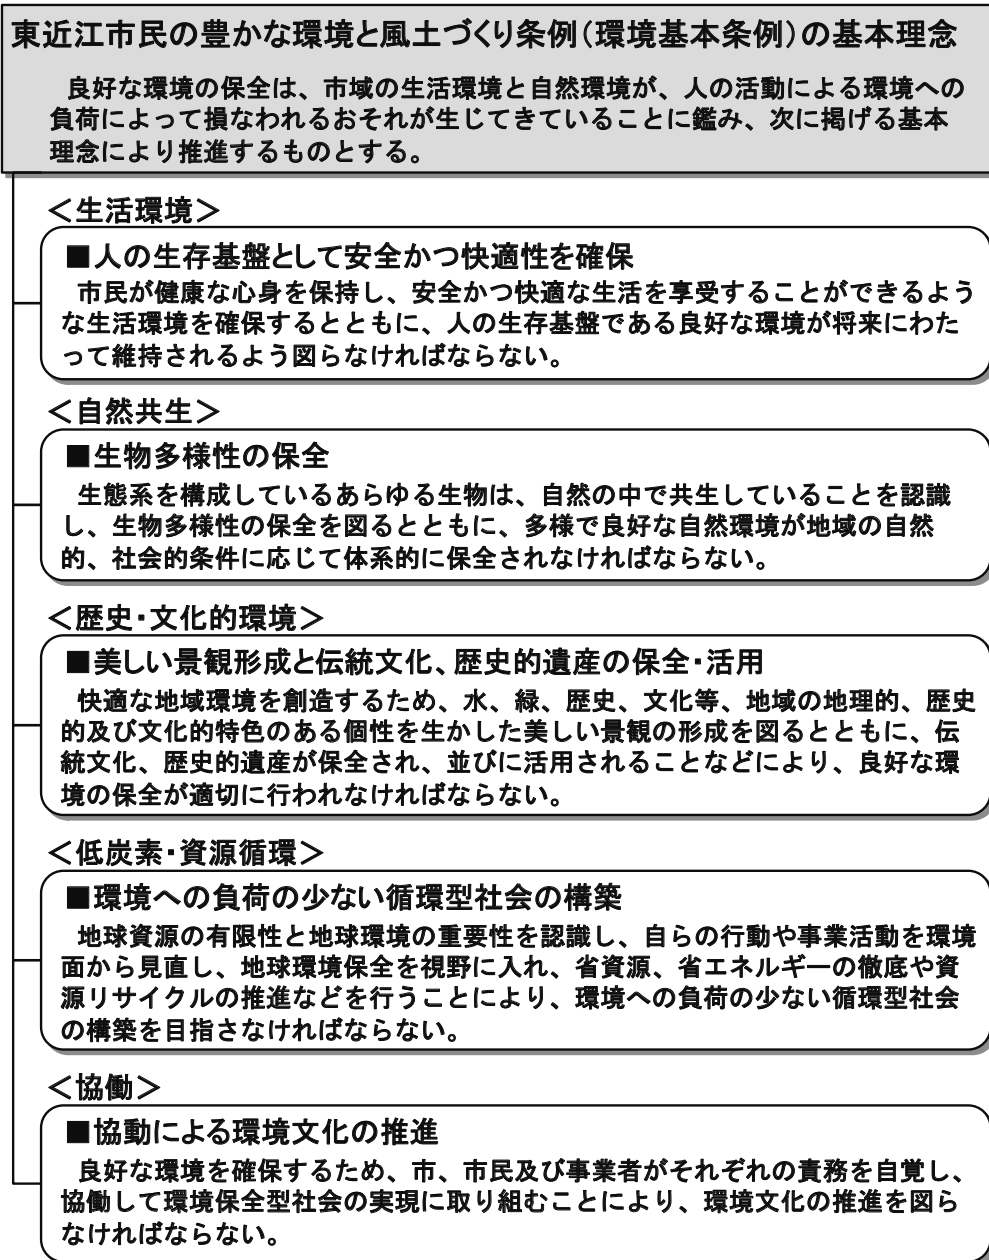 東近江市民の豊かな環境と風土づくり条例(環境基本条例)の基本理念
良好な環境の保全は、市域の生活環境と自然環境が、人の活動による環境への
負荷によって損なわれるおそれが生じてきていることに鑑み、次に掲げる基本
理念により推進するものとする。
<生活環境>
■人の生存基盤として安全かつ快適性を確保
市民が健康な心身を保持し、安全かつ快適な生活を享受することができるよう
な生活環境を確保するとともに、人の生存基盤である良好な環境が将来にわた
って維持されるよう図らなければならない。
<自然共生>
■生物多様性の保全
生態系を構成しているあらゆる生物は、自然の中で共生していることを認識
し、生物多様性の保全を図るとともに、多様で良好な自然環境が地域の自然
的、社会的条件に応じて体系的に保全されなければならない。
<歴史・文化的環境>
■美しい景観形成と伝統文化、歴史的遺産の保全・活用
快適な地域環境を創造するため、水、緑、歴史、文化等、地域の地理的、歴史
的及び文化的特色のある個性を生かした美しい景観の形成を図るとともに、伝
統文化、歴史的遺産が保全され、並びに活用されることなどにより、良好な環
境の保全が適切に行われなければならない。
<低炭素・資源循環>
■環境への負荷の少ない循環型社会の構築
地球資源の有限性と地球環境の重要性を認識し、自らの行動や事業活動を環境
面から見直し、地球環境保全を視野に入れ、省資源、省エネルギーの徹底や資
源リサイクルの推進などを行うことにより、環境への負荷の少ない循環型社会
の構築を目指さなければならない。
<協働>
■協動による環境文化の推進
良好な環境を確保するため、市、市民及び事業者がそれぞれの責務を自覚し、
協働して環境保全型社会の実現に取り組むことにより、環境文化の推進を図ら
なければならない。